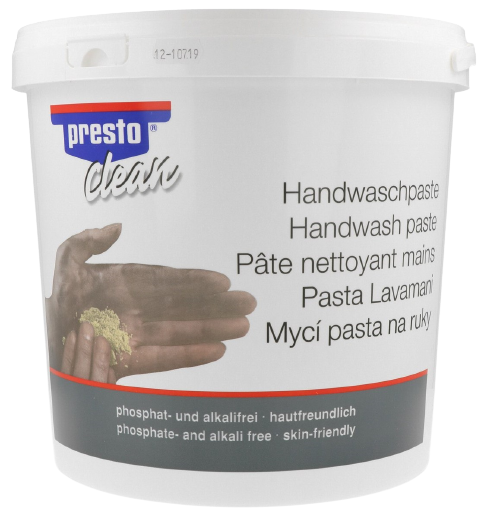 12-10719
presto®
clean
Handwaschpaste
Handwash paste
Pâte nettoyant mains
Pasta Lavamani
Mycí pasta na ruky
phosphat- und alkalifrei · hautfreundlich
phosphate- and alkali free · skin-friendly